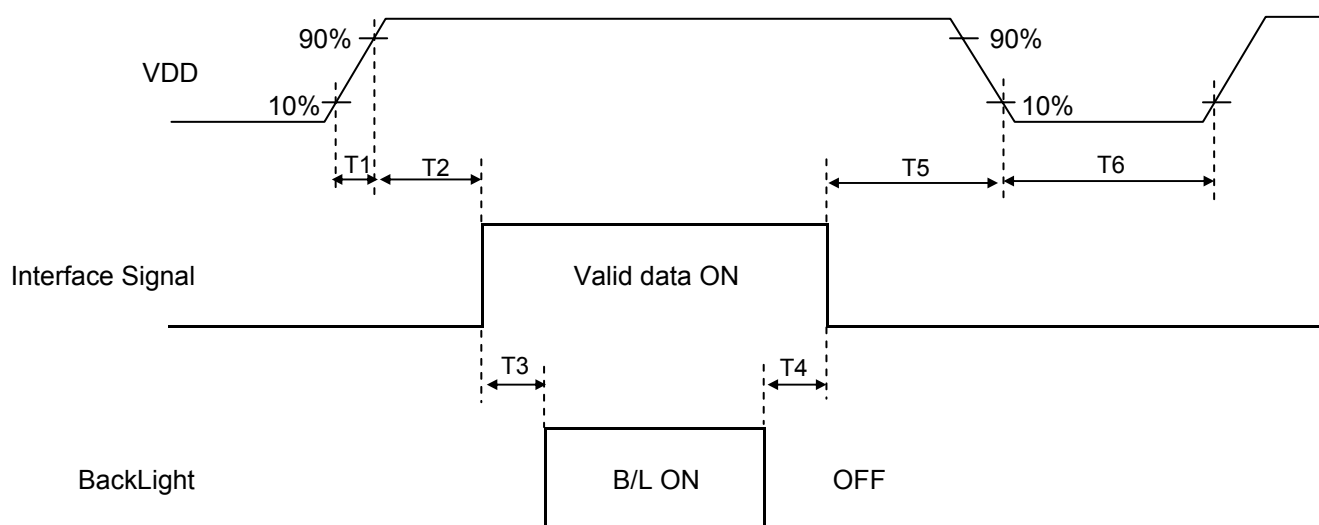 90%
90%
VDD
10%
10%
T1
T2
T5
T6
Interface Signal
Valid data ON
T3
T4
BackLight
B/L ON
OFF